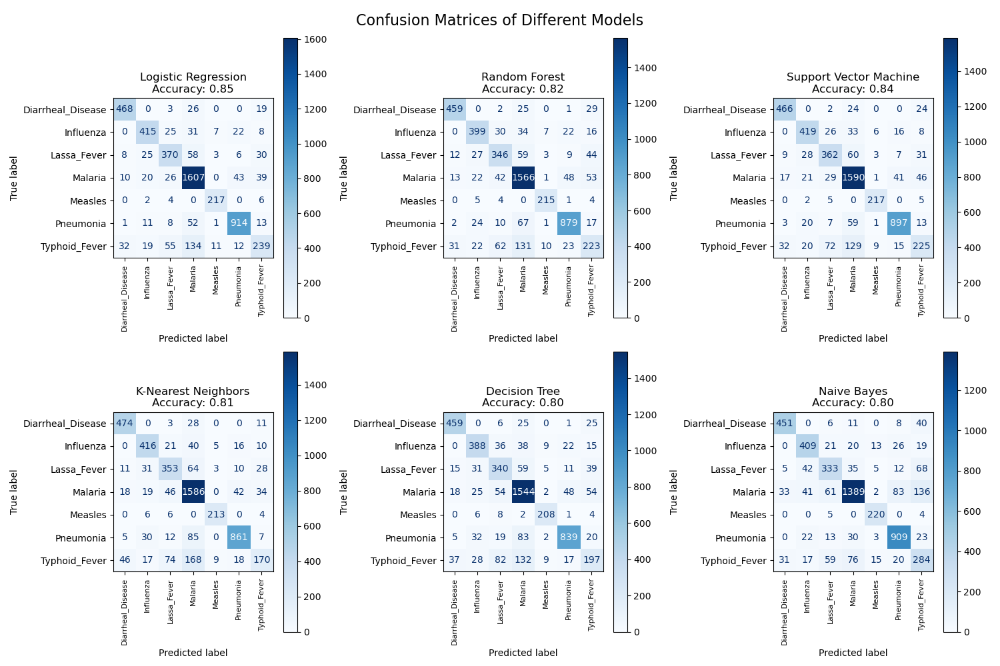 Confusion Matrices of Different Models
Logistic Regression
Accuracy: 0.85
True label
Diarrheal_Disease 468 0 3 26 0 0 19
Influenza 0 415 25 31 7 22 8
Lassa_Fever 8 25 370 58 3 6 30
Malaria 10 20 26 1607 0 43 39
Measles 0 2 4 0 217 0 6
Pneumonia 1 11 8 52 1 914 13
Typhoid_Fever 32 19 55 134 11 12 239
Diarrheal_Disease Influenza Lassa_Fever Malaria Measles Pneumonia Typhoid_Fever
Predicted label
1600
1400
1200
1000
800
600
400
200
0
Random Forest
Accuracy: 0.82
True label
Diarrheal_Disease 459 0 2 25 0 1 29
Influenza 0 399 30 34 7 22 16
Lassa_Fever 12 27 346 59 3 9 44
Malaria 13 22 42 1566 1 48 53
Measles 0 5 4 0 215 1 4
Pneumonia 2 24 10 67 1 879 17
Typhoid_Fever 31 22 62 131 10 23 223
Diarrheal_Disease Influenza Lassa_Fever Malaria Measles Pneumonia Typhoid_Fever
Predicted label
1400
1200
1000
800
600
400
200
0
Support Vector Machine
Accuracy: 0.84
True label
Diarrheal_Disease 466 0 2 24 0 0 24
Influenza 0 419 26 33 6 16 8
Lassa_Fever 9 28 362 60 3 7 31
Malaria 17 21 29 1590 1 41 46
Measles 0 2 5 0 217 0 5
Pneumonia 3 20 7 59 1 897 13
Typhoid_Fever 32 20 72 129 9 15 225
Diarrheal_Disease Influenza Lassa_Fever Malaria Measles Pneumonia Typhoid_Fever
Predicted label
1400
1200
1000
800
600
400
200
0
K-Nearest Neighbors
Accuracy: 0.81
True label
Diarrheal_Disease 474 0 3 28 0 0 11
Influenza 0 416 21 40 5 16 10
Lassa_Fever 11 31 353 64 3 10 28
Malaria 18 19 46 1586 0 42 34
Measles 0 6 6 0 213 0 4
Pneumonia 5 30 12 85 0 861 7
Typhoid_Fever 46 17 74 168 9 18 170
Diarrheal_Disease Influenza Lassa_Fever Malaria Measles Pneumonia Typhoid_Fever
Predicted label
1400
1200
1000
800
600
400
200
0
Decision Tree
Accuracy: 0.80
True label
Diarrheal_Disease 459 0 6 25 0 1 25
Influenza 0 388 36 38 9 22 15
Lassa_Fever 15 31 340 59 5 11 39
Malaria 18 25 54 1544 2 48 54
Measles 0 6 8 2 208 1 4
Pneumonia 5 32 19 83 2 839 20
Typhoid_Fever 37 28 82 132 9 17 197
Diarrheal_Disease Influenza Lassa_Fever Malaria Measles Pneumonia Typhoid_Fever
Predicted label
1400
1200
1000
800
600
400
200
0
Naive Bayes
Accuracy: 0.80
True label
Diarrheal_Disease 451 0 6 11 0 8 40
Influenza 0 409 21 20 13 26 19
Lassa_Fever 5 42 333 35 5 12 68
Malaria 33 41 61 1389 2 83 136
Measles 0 0 5 0 220 0 4
Pneumonia 0 22 13 30 3 909 23
Typhoid_Fever 31 17 59 76 15 20 284
Diarrheal_Disease Influenza Lassa_Fever Malaria Measles Pneumonia Typhoid_Fever
Predicted label
1200
1000
800
600
400
200
0